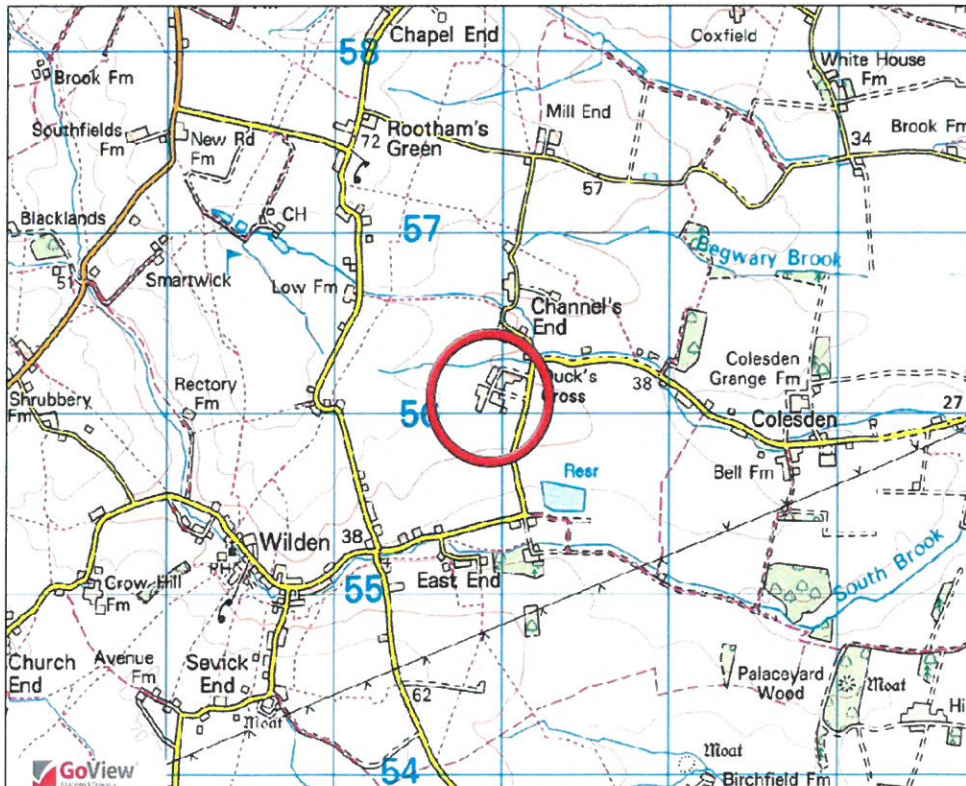 Chapel End
58
Coxfield
Brook Fm
White House
Fm
Mill End
Southfields
Fm
New Rd
Fm
72
Rootham's
Green
34
Brook Fm
57
Blacklands
CH
57
51
Smartwick
Begwary Brook
Low Fm
Channel's
End
Colesden
Grange Fm
Rectory
Fm
Duck's
Cross
38
Shrubbery
Fm
56
27
Colesden
Bell Fm
Resr
Wilden
38
PH
East End
55
South Brook
Crow Hill
Fm
Church
End
Avenue
Fm
Sevick
End
Palaceyard
Wood
Moat
62
Moat
Hi
Moat
54
Birchfield Fm
GoView